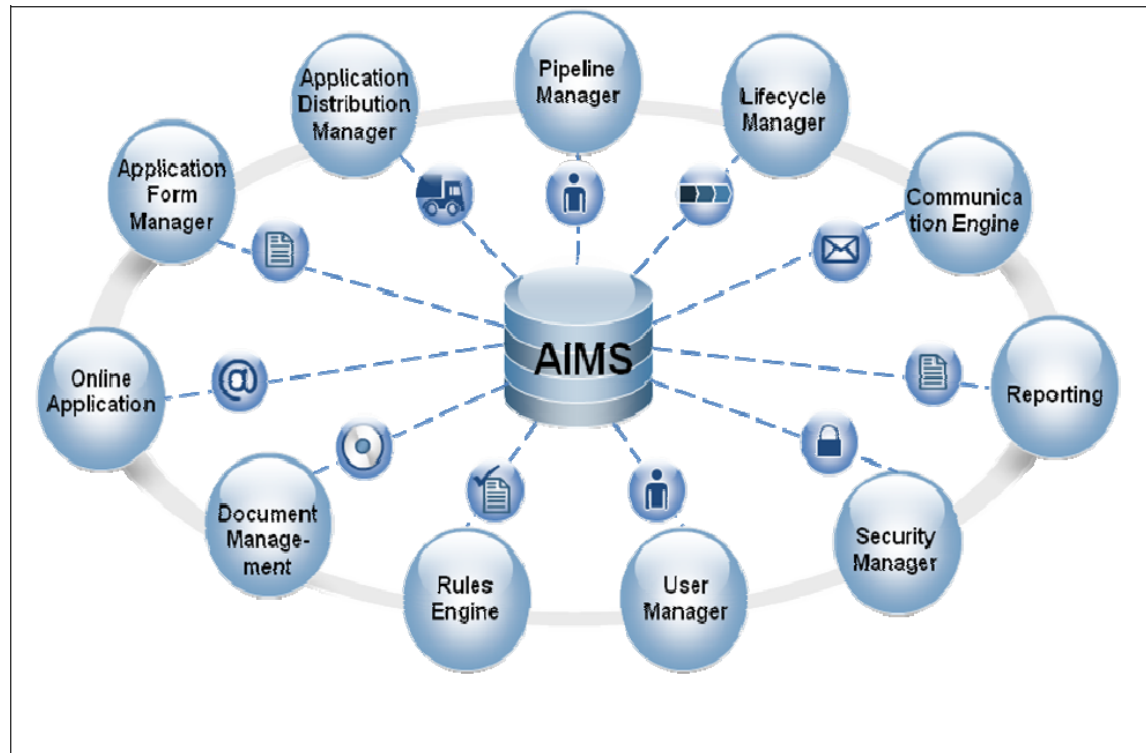 Pipeline
Manager
Application
Distribution
Manager
Lifecycle
Manager
Application
Form
Manager
Communica
tion Engine
AIMS
Online
Application
@
Reporting
Document
Manage-
ment
Security
Manager
Rules
Engine
User
Manager